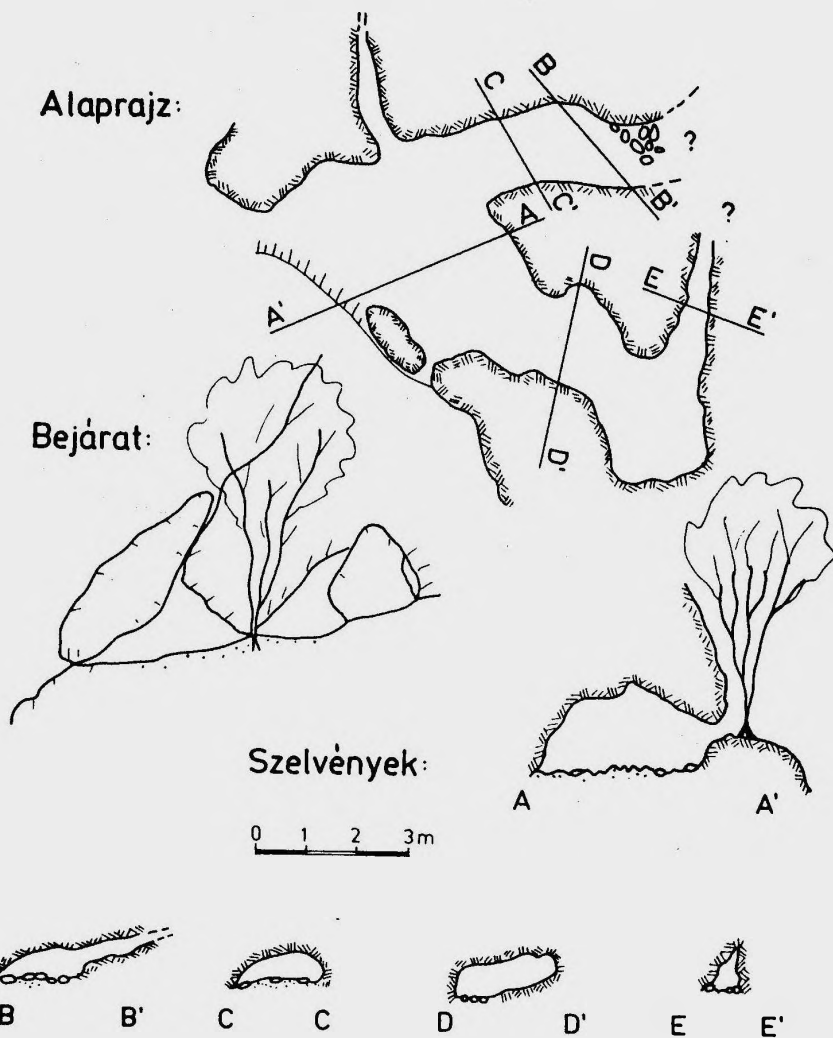 Alaprajz:
C B
?
A C' B'
?
D E
A' E'
Bejárat:
D'
Szelvények:
A A'
0 1 2 3m
B B' C C D D' E E'